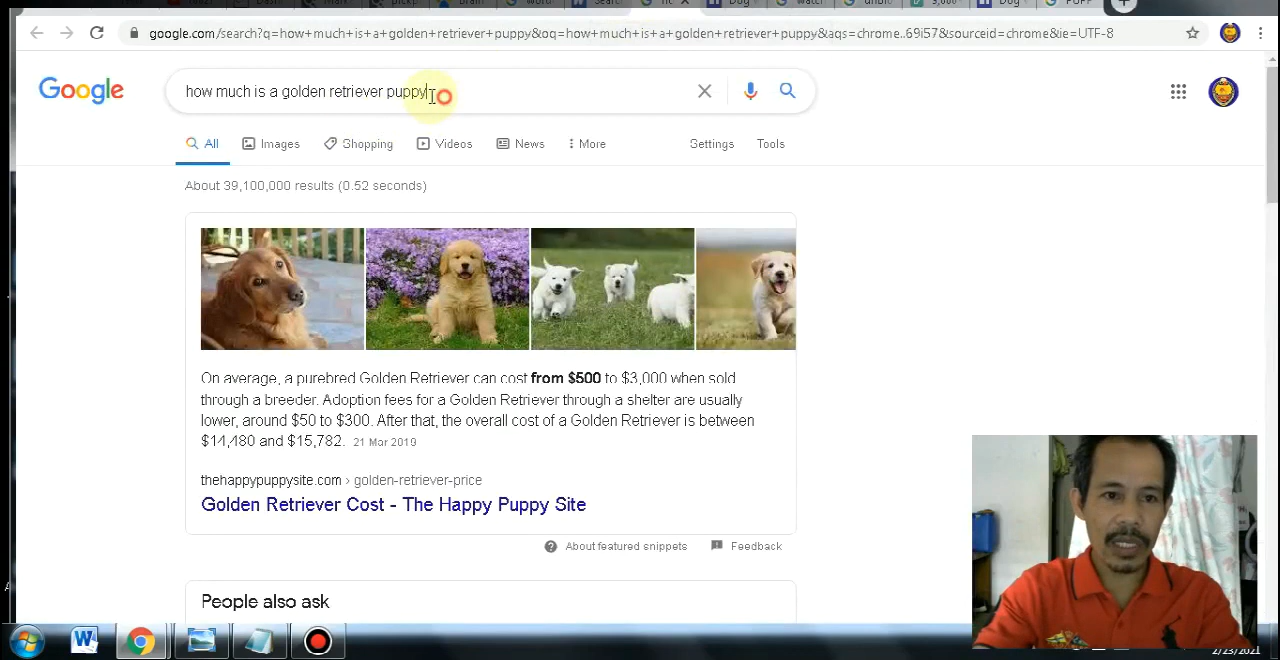 google.com/search?q=how+much+is+a+golden+retriever+puppy&oq=how+much+is+a+golden+retriever+puppy&aqs=chrome..69i57&sourceid=chrome&ie=UTF-8
Google
how much is a golden retriever puppy
All Images Shopping Videos News More Settings Tools
About 39,100,000 results (0.52 seconds)
On average, a purebred Golden Retriever can cost from $500 to $3,000 when sold
through a breeder. Adoption fees for a Golden Retriever through a shelter are usually
lower, around $50 to $300. After that, the overall cost of a Golden Retriever is between
$14,480 and $15,782. 21 Mar 2019
thehappypuppysite.com › golden-retriever-price
Golden Retriever Cost - The Happy Puppy Site
About featured snippets Feedback
People also ask
2/23/2021